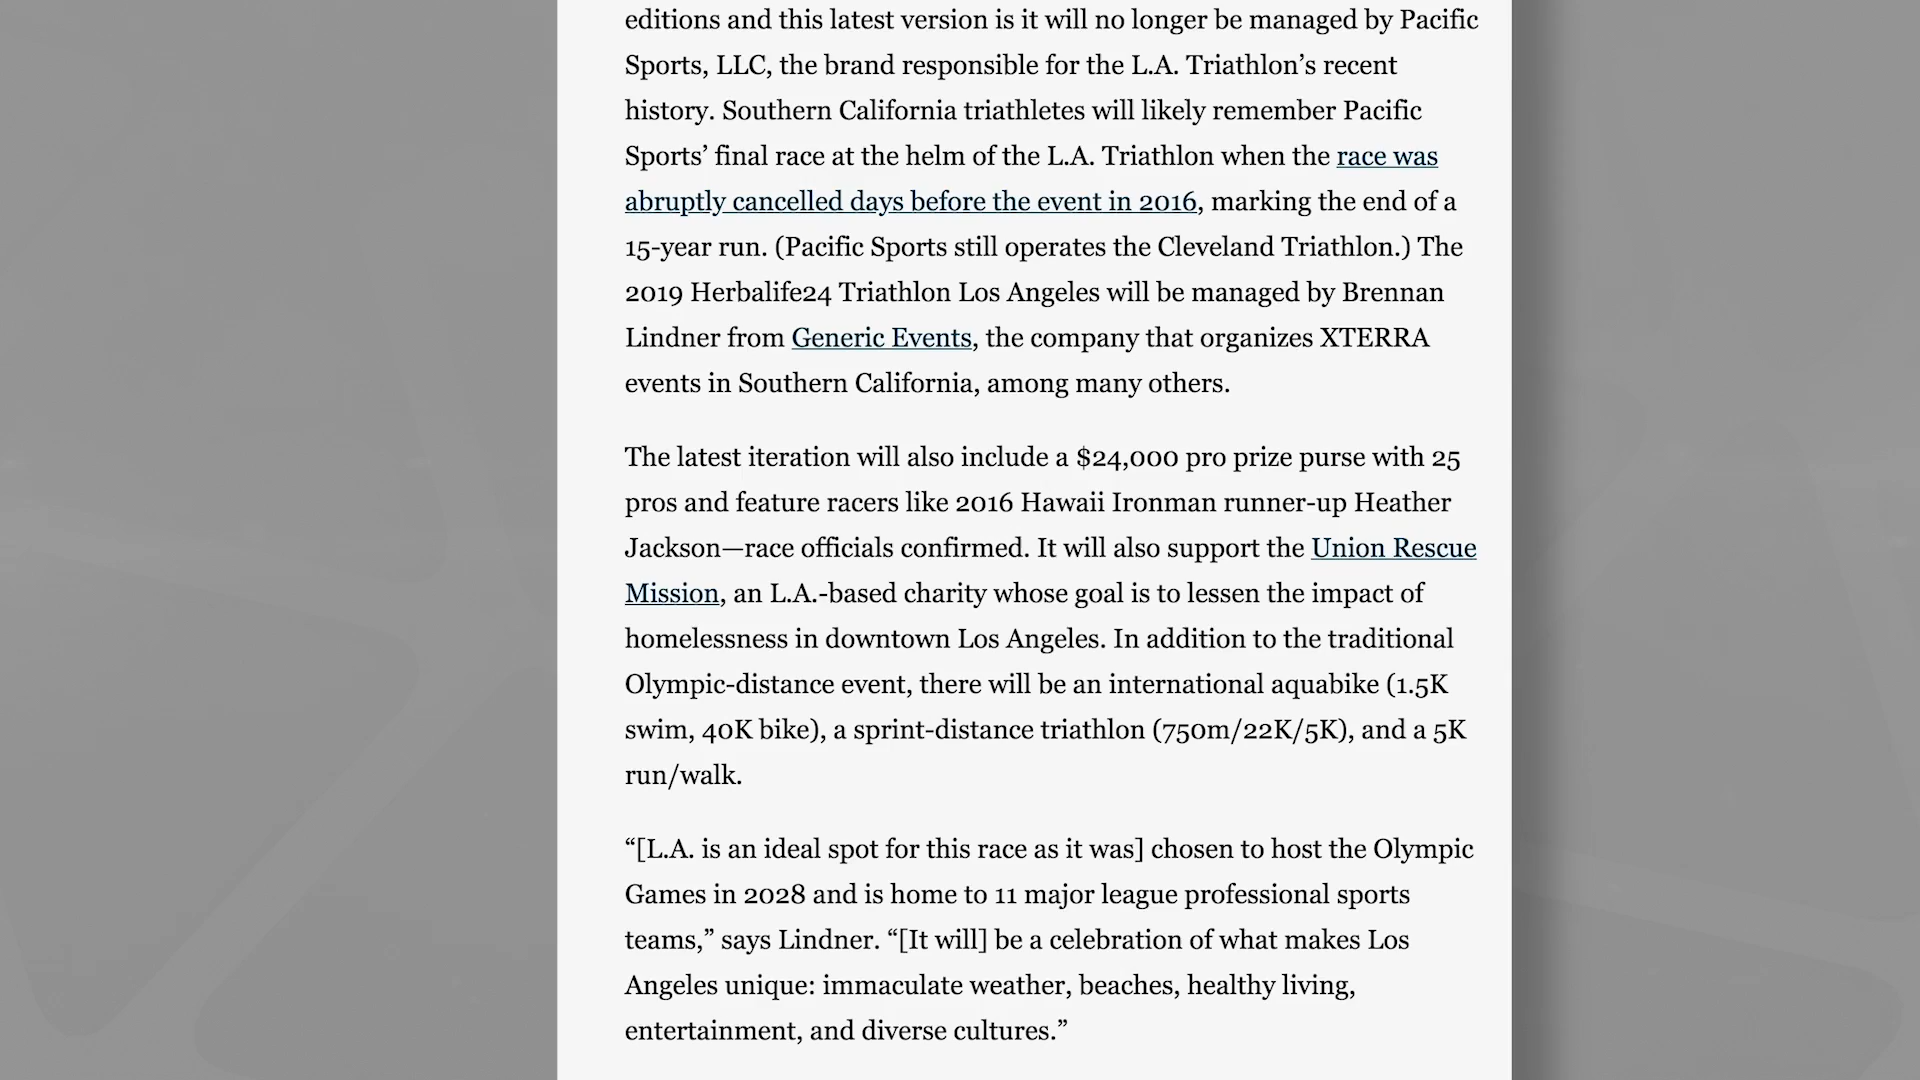 editions and this latest version is it will no longer be managed by Pacific
Sports, LLC, the brand responsible for the L.A. Triathlon’s recent
history. Southern California triathletes will likely remember Pacific
Sports’ final race at the helm of the L.A. Triathlon when the race was
abruptly cancelled days before the event in 2016, marking the end of a
15-year run. (Pacific Sports still operates the Cleveland Triathlon.) The
2019 Herbalife24 Triathlon Los Angeles will be managed by Brennan
Lindner from Generic Events, the company that organizes XTERRA
events in Southern California, among many others.
The latest iteration will also include a $24,000 pro prize purse with 25
pros and feature racers like 2016 Hawaii Ironman runner-up Heather
Jackson—race officials confirmed. It will also support the Union Rescue
Mission, an L.A.-based charity whose goal is to lessen the impact of
homelessness in downtown Los Angeles. In addition to the traditional
Olympic-distance event, there will be an international aquabike (1.5K
swim, 40K bike), a sprint-distance triathlon (750m/22K/5K), and a 5K
run/walk.
“[L.A. is an ideal spot for this race as it was] chosen to host the Olympic
Games in 2028 and is home to 11 major league professional sports
teams,” says Lindner. “[It will] be a celebration of what makes Los
Angeles unique: immaculate weather, beaches, healthy living,
entertainment, and diverse cultures.”